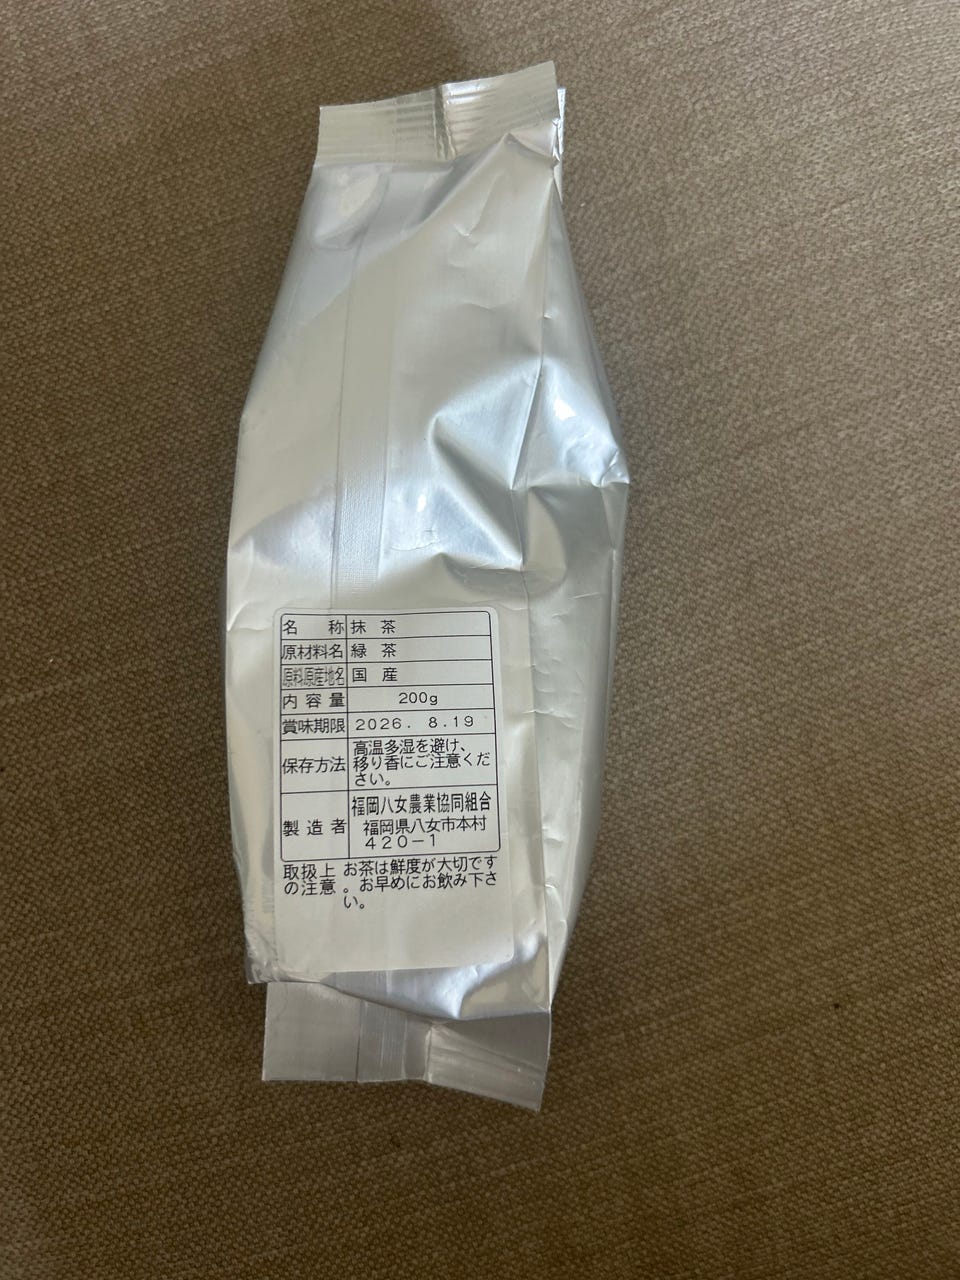 名 称 抹 茶
原材料名 緑 茶
原料原産地名 国 産
内 容 量 200g
賞味期限 2026. 8.19
保存方法 高温多湿を避け、
移り香にご注意くだ
さい。
製 造 者 福岡八女農業協同組合
福岡県八女市本村
420-1
取扱上 お茶は鮮度が大切です
の注意 。お早めにお飲み下さ
い。